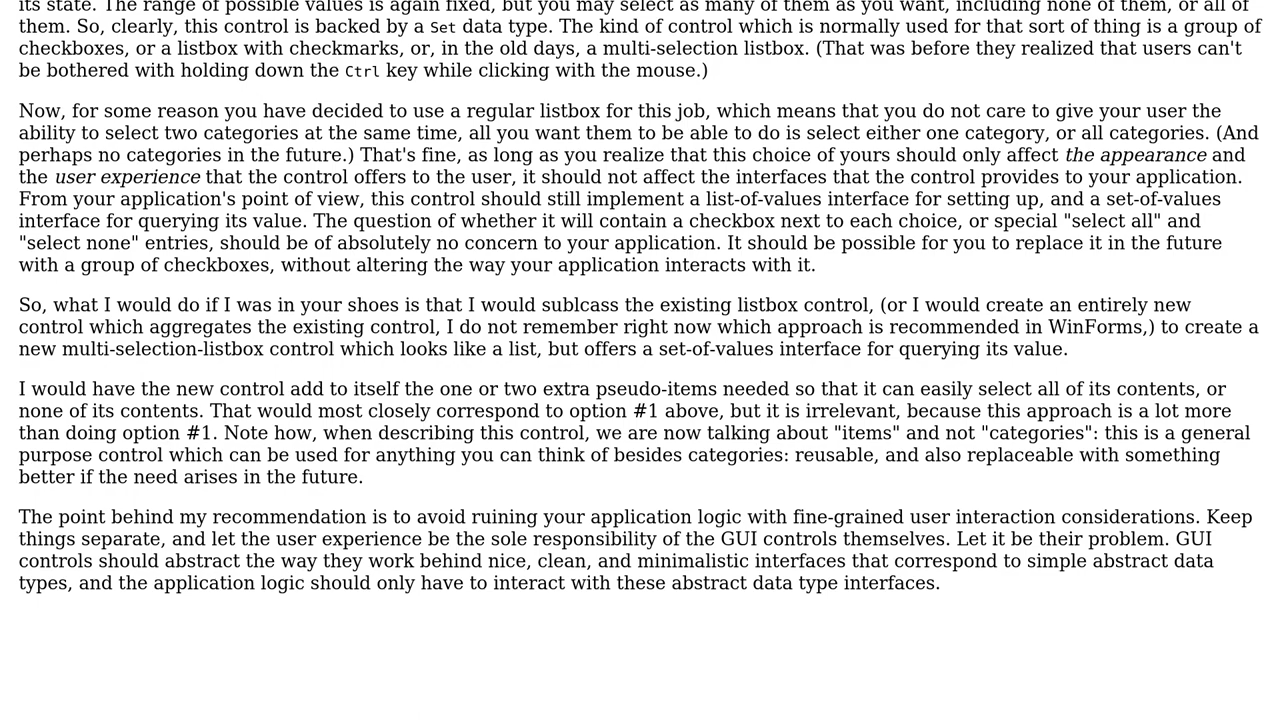 its state. The range of possible values is again fixed, but you may select as many of them as you want, including none of them, or all of
them. So, clearly, this control is backed by a Set data type. The kind of control which is normally used for that sort of thing is a group of
checkboxes, or a listbox with checkmarks, or, in the old days, a multi-selection listbox. (That was before they realized that users can't
be bothered with holding down the Ctrl key while clicking with the mouse.)
Now, for some reason you have decided to use a regular listbox for this job, which means that you do not care to give your user the
ability to select two categories at the same time, all you want them to be able to do is select either one category, or all categories. (And
perhaps no categories in the future.) That's fine, as long as you realize that this choice of yours should only affect the appearance and
the user experience that the control offers to the user, it should not affect the interfaces that the control provides to your application.
From your application's point of view, this control should still implement a list-of-values interface for setting up, and a set-of-values
interface for querying its value. The question of whether it will contain a checkbox next to each choice, or special "select all" and
"select none" entries, should be of absolutely no concern to your application. It should be possible for you to replace it in the future
with a group of checkboxes, without altering the way your application interacts with it.
So, what I would do if I was in your shoes is that I would sublcass the existing listbox control, (or I would create an entirely new
control which aggregates the existing control, I do not remember right now which approach is recommended in WinForms,) to create a
new multi-selection-listbox control which looks like a list, but offers a set-of-values interface for querying its value.
I would have the new control add to itself the one or two extra pseudo-items needed so that it can easily select all of its contents, or
none of its contents. That would most closely correspond to option #1 above, but it is irrelevant, because this approach is a lot more
than doing option #1. Note how, when describing this control, we are now talking about "items" and not "categories": this is a general
purpose control which can be used for anything you can think of besides categories: reusable, and also replaceable with something
better if the need arises in the future.
The point behind my recommendation is to avoid ruining your application logic with fine-grained user interaction considerations. Keep
things separate, and let the user experience be the sole responsibility of the GUI controls themselves. Let it be their problem. GUI
controls should abstract the way they work behind nice, clean, and minimalistic interfaces that correspond to simple abstract data
types, and the application logic should only have to interact with these abstract data type interfaces.